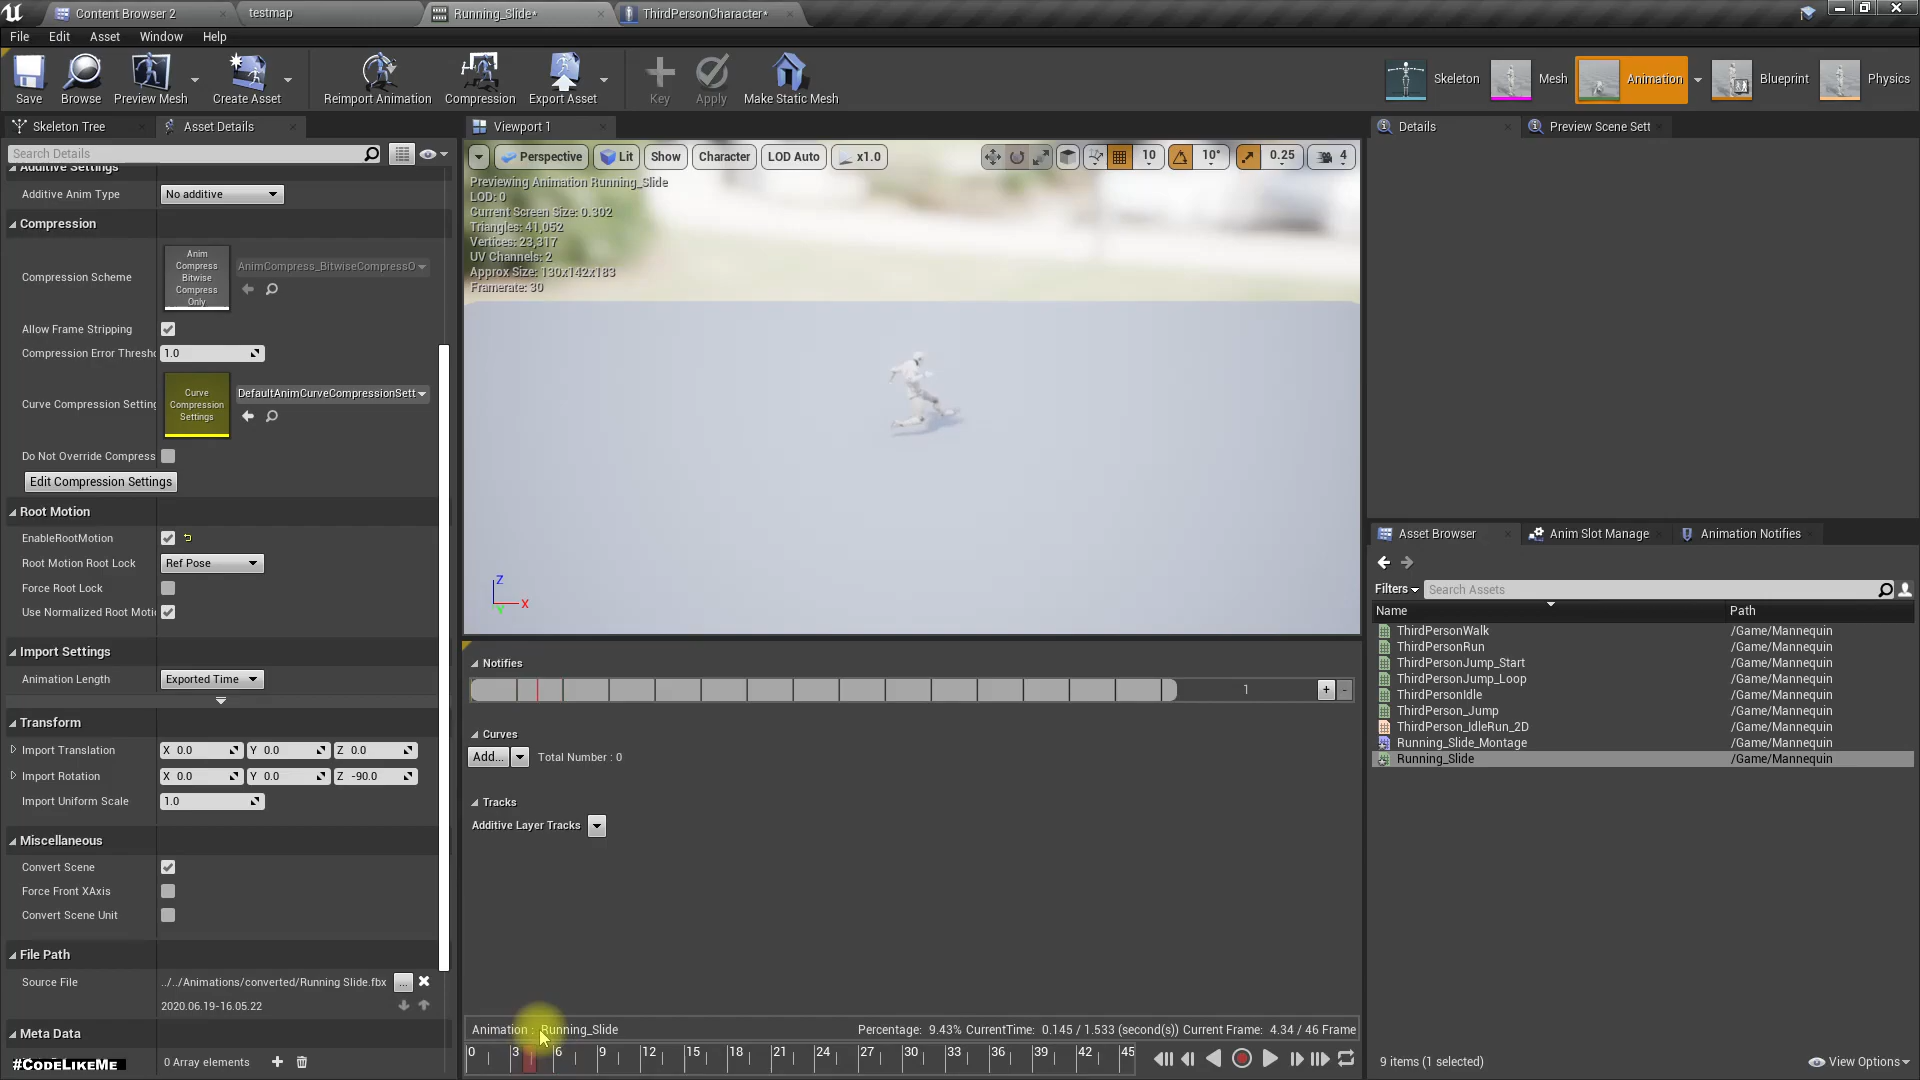 Content Browser 2
testmap
Running_Slide*
ThirdPersonCharacter*
File Edit Asset Window Help
Save
Browse
Preview Mesh
Create Asset
Reimport Animation
Compression
Export Asset
Key
Apply
Make Static Mesh
Skeleton
Mesh
Animation
Blueprint
Physics
Skeleton Tree
Asset Details
Search Details
Additive Settings
Additive Anim Type No additive
Compression
Compression Scheme
Anim
Compress
Bitwise
Compress
Only
AnimCompress_BitwiseCompressO
Allow Frame Stripping
Compression Error Thresho 1.0
Curve Compression Setting
Curve
Compression
Settings
DefaultAnimCurveCompressionSett
Do Not Override Compress
Edit Compression Settings
Root Motion
EnableRootMotion
Root Motion Root Lock Ref Pose
Force Root Lock
Use Normalized Root Motio
Import Settings
Animation Length Exported Time
Transform
Import Translation X 0.0 Y 0.0 Z 0.0
Import Rotation X 0.0 Y 0.0 Z -90.0
Import Uniform Scale 1.0
Miscellaneous
Convert Scene
Force Front XAxis
Convert Scene Unit
File Path
Source File ../../Animations/converted/Running Slide.fbx ...
2020.06.19-16.05.22
Meta Data
#CODELIKEME
0 Array elements
Viewport 1
Perspective Lit Show Character LOD Auto x1.0
10 10° 0.25 4
Previewing Animation Running_Slide
LOD: 0
Current Screen Size: 0.302
Triangles: 41,052
Vertices: 23,317
UV Channels: 2
Approx Size: 130x142x183
Framerate: 30
Z
X
Y
Notifies
1
+ -
Curves
Add... Total Number : 0
Tracks
Additive Layer Tracks
Animation : Running_Slide
Percentage: 9.43% CurrentTime: 0.145 / 1.533 (second(s)) Current Frame: 4.34 / 46 Frame
0 3 6 9 12 15 18 21 24 27 30 33 36 39 42 45
Details
Preview Scene Sett
Asset Browser
Anim Slot Manage
Animation Notifies
Filters Search Assets
Name Path
ThirdPersonWalk /Game/Mannequin
ThirdPersonRun /Game/Mannequin
ThirdPersonJump_Start /Game/Mannequin
ThirdPersonJump_Loop /Game/Mannequin
ThirdPersonIdle /Game/Mannequin
ThirdPerson_Jump /Game/Mannequin
ThirdPerson_IdleRun_2D /Game/Mannequin
Running_Slide_Montage /Game/Mannequin
Running_Slide /Game/Mannequin
9 items (1 selected)
View Options